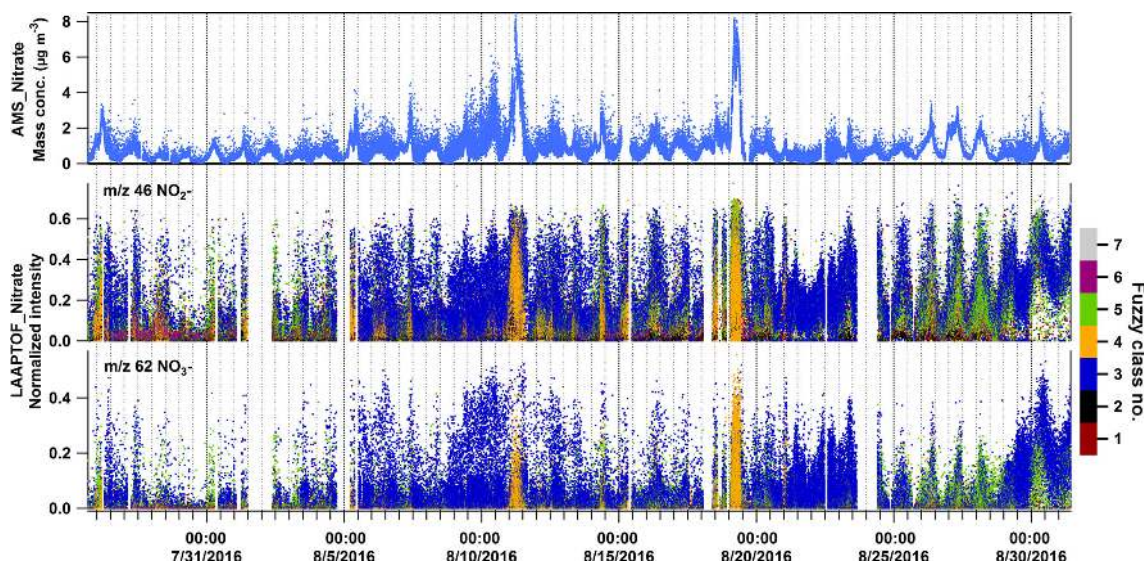 AMS_Nitrate
Mass conc. (µg m-3)
8
6
4
2
0
m/z 46 NO2-
0.6
0.4
0.2
0.0
LAAPTOF_Nitrate
Normalized intensity
m/z 62 NO3-
0.4
0.2
0.0
7
6
5
4
3
2
1
Fuzzy class no.
00:00 00:00 00:00 00:00 00:00 00:00 00:00
7/31/2016 8/5/2016 8/10/2016 8/15/2016 8/20/2016 8/25/2016 8/30/2016